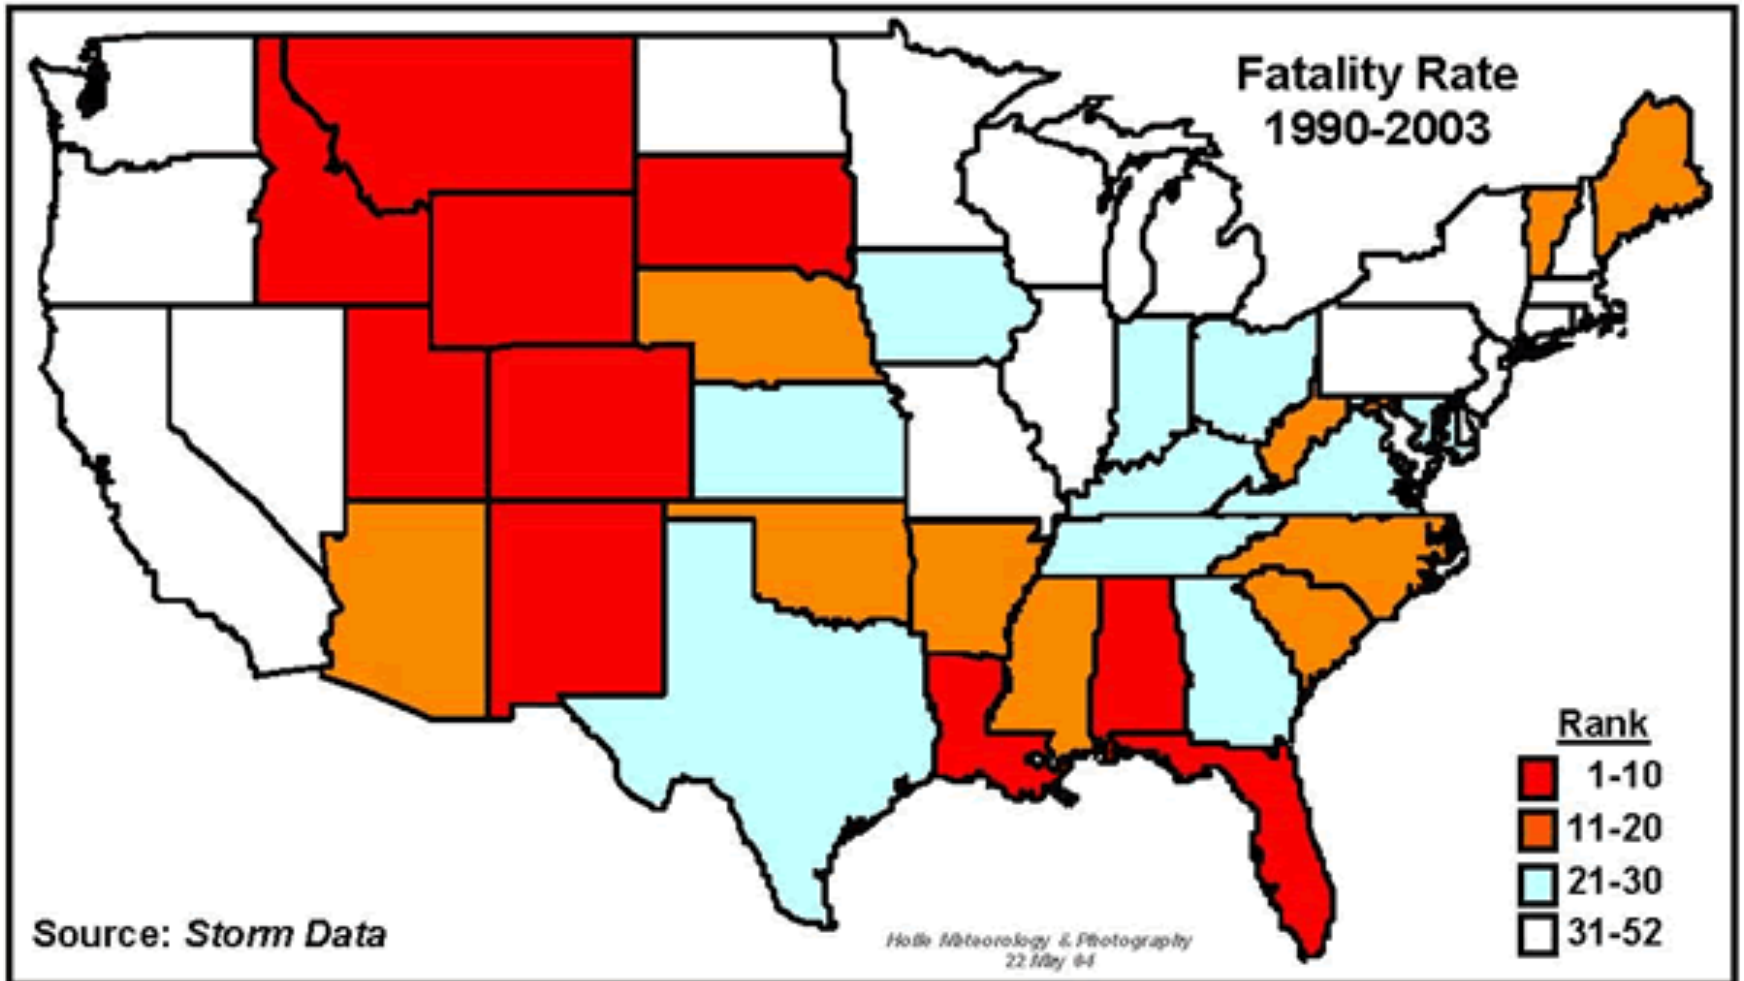 Fatality Rate
1990-2003
Rank
1-10
11-20
21-30
31-52
Source: Storm Data
Holle Meteorology & Photography
22 May 04